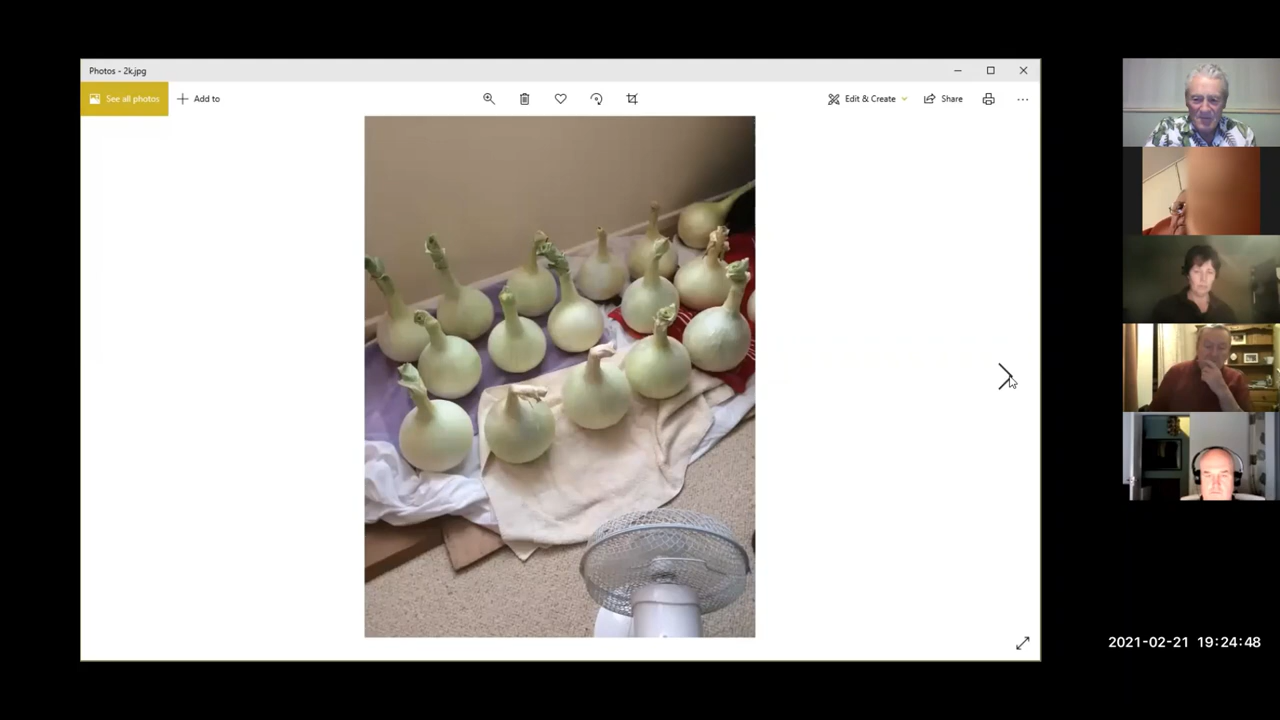 Photos - 2k.jpg
See all photos
Add to
Edit & Create
Share
2021-02-21 19:24:48